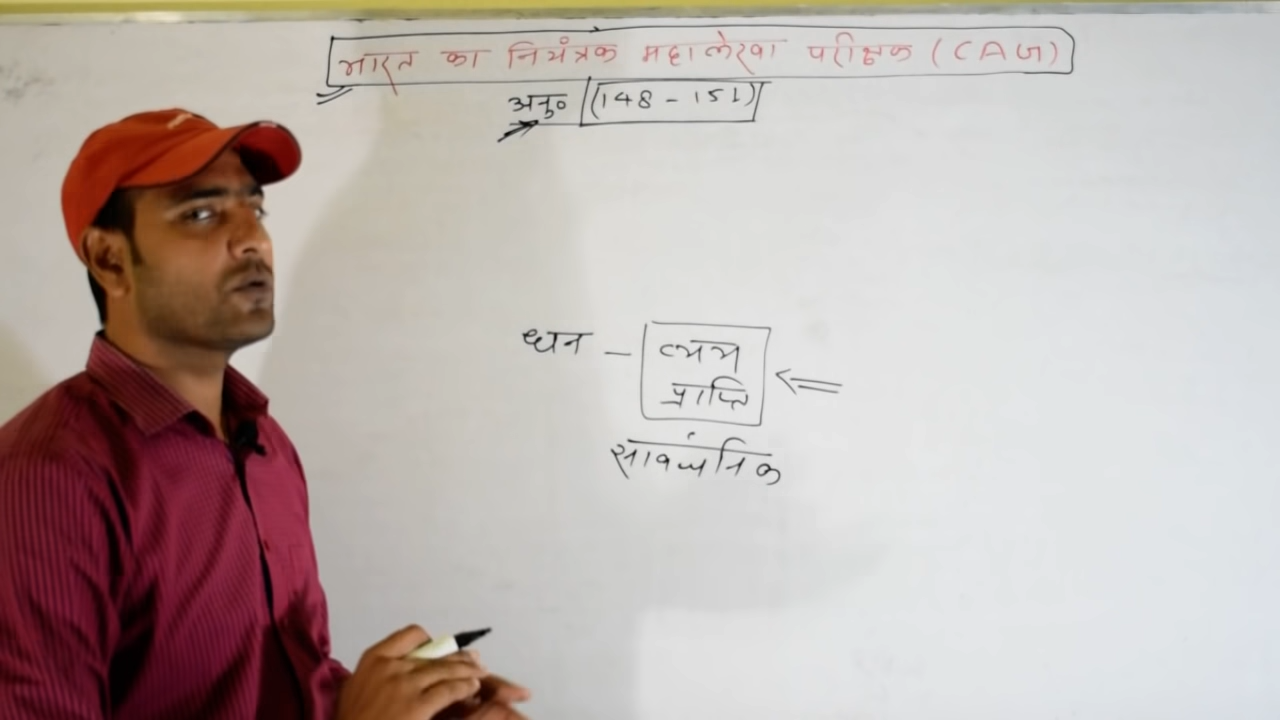 भारत का नियंत्रक महालेखा परीक्षक (CAG)
अनु० (148-151)
धन - व्यय
प्राप्ति
सार्वजनिक